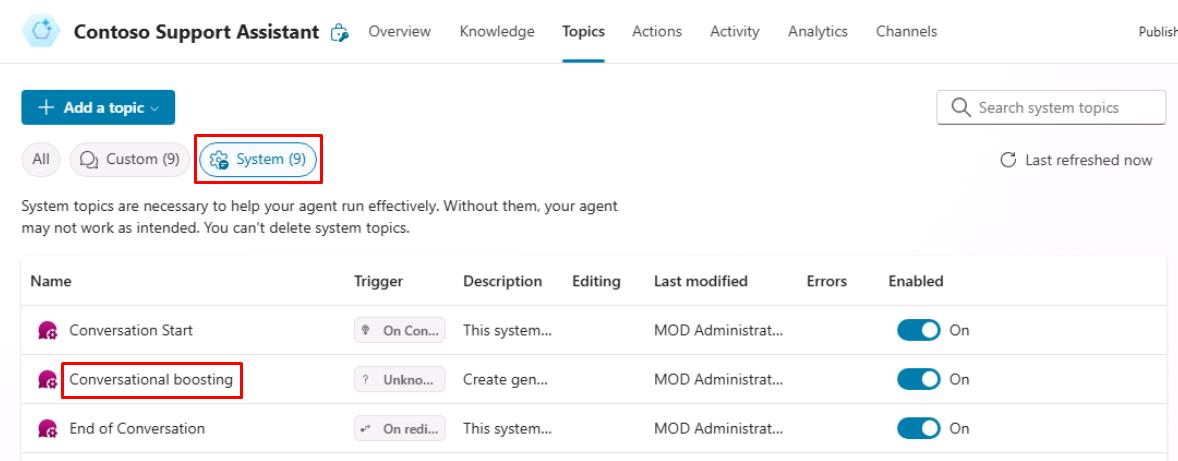 Contoso Support Assistant Overview Knowledge Topics Actions Activity Analytics Channels Publish
+ Add a topic Search system topics
All Custom (9) System (9) Last refreshed now
System topics are necessary to help your agent run effectively. Without them, your agent
may not work as intended. You can't delete system topics.
Name Trigger Description Editing Last modified Errors Enabled
Conversation Start On Con... This system... MOD Administrat... On
Conversational boosting ? Unkno... Create gen... MOD Administrat... On
End of Conversation On redi... This system... MOD Administrat... On